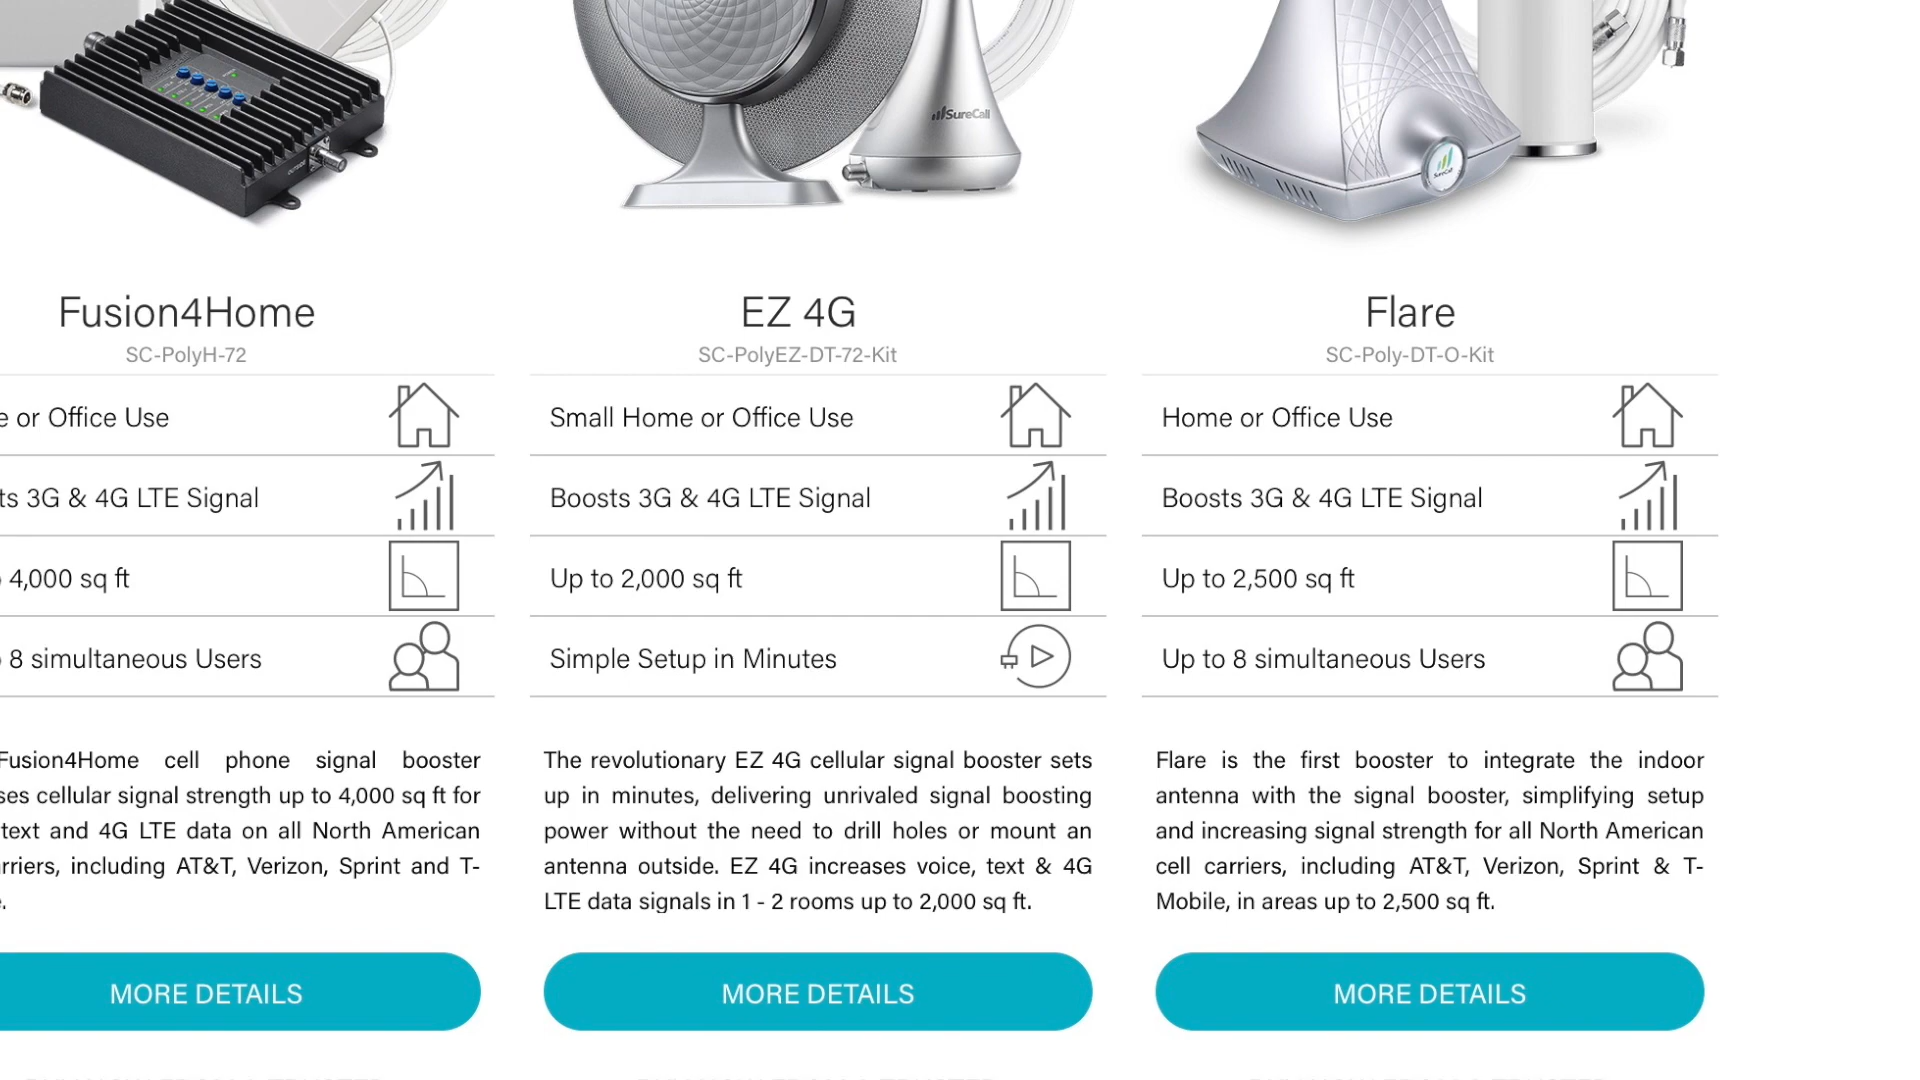 SureCall
SureCall
OUTSIDE
Fusion4Home
SC-PolyH-72
or Office Use
3G & 4G LTE Signal
4,000 sq ft
8 simultaneous Users
Fusion4Home cell phone signal booster
cellular signal strength up to 4,000 sq ft for
text and 4G LTE data on all North American
including AT&T, Verizon, Sprint and T-
MORE DETAILS
EZ 4G
SC-PolyEZ-DT-72-Kit
Small Home or Office Use
Boosts 3G & 4G LTE Signal
Up to 2,000 sq ft
Simple Setup in Minutes
The revolutionary EZ 4G cellular signal booster sets
up in minutes, delivering unrivaled signal boosting
power without the need to drill holes or mount an
antenna outside. EZ 4G increases voice, text & 4G
LTE data signals in 1 - 2 rooms up to 2,000 sq ft.
MORE DETAILS
Flare
SC-Poly-DT-O-Kit
Home or Office Use
Boosts 3G & 4G LTE Signal
Up to 2,500 sq ft
Up to 8 simultaneous Users
Flare is the first booster to integrate the indoor
antenna with the signal booster, simplifying setup
and increasing signal strength for all North American
cell carriers, including AT&T, Verizon, Sprint & T-
Mobile, in areas up to 2,500 sq ft.
MORE DETAILS